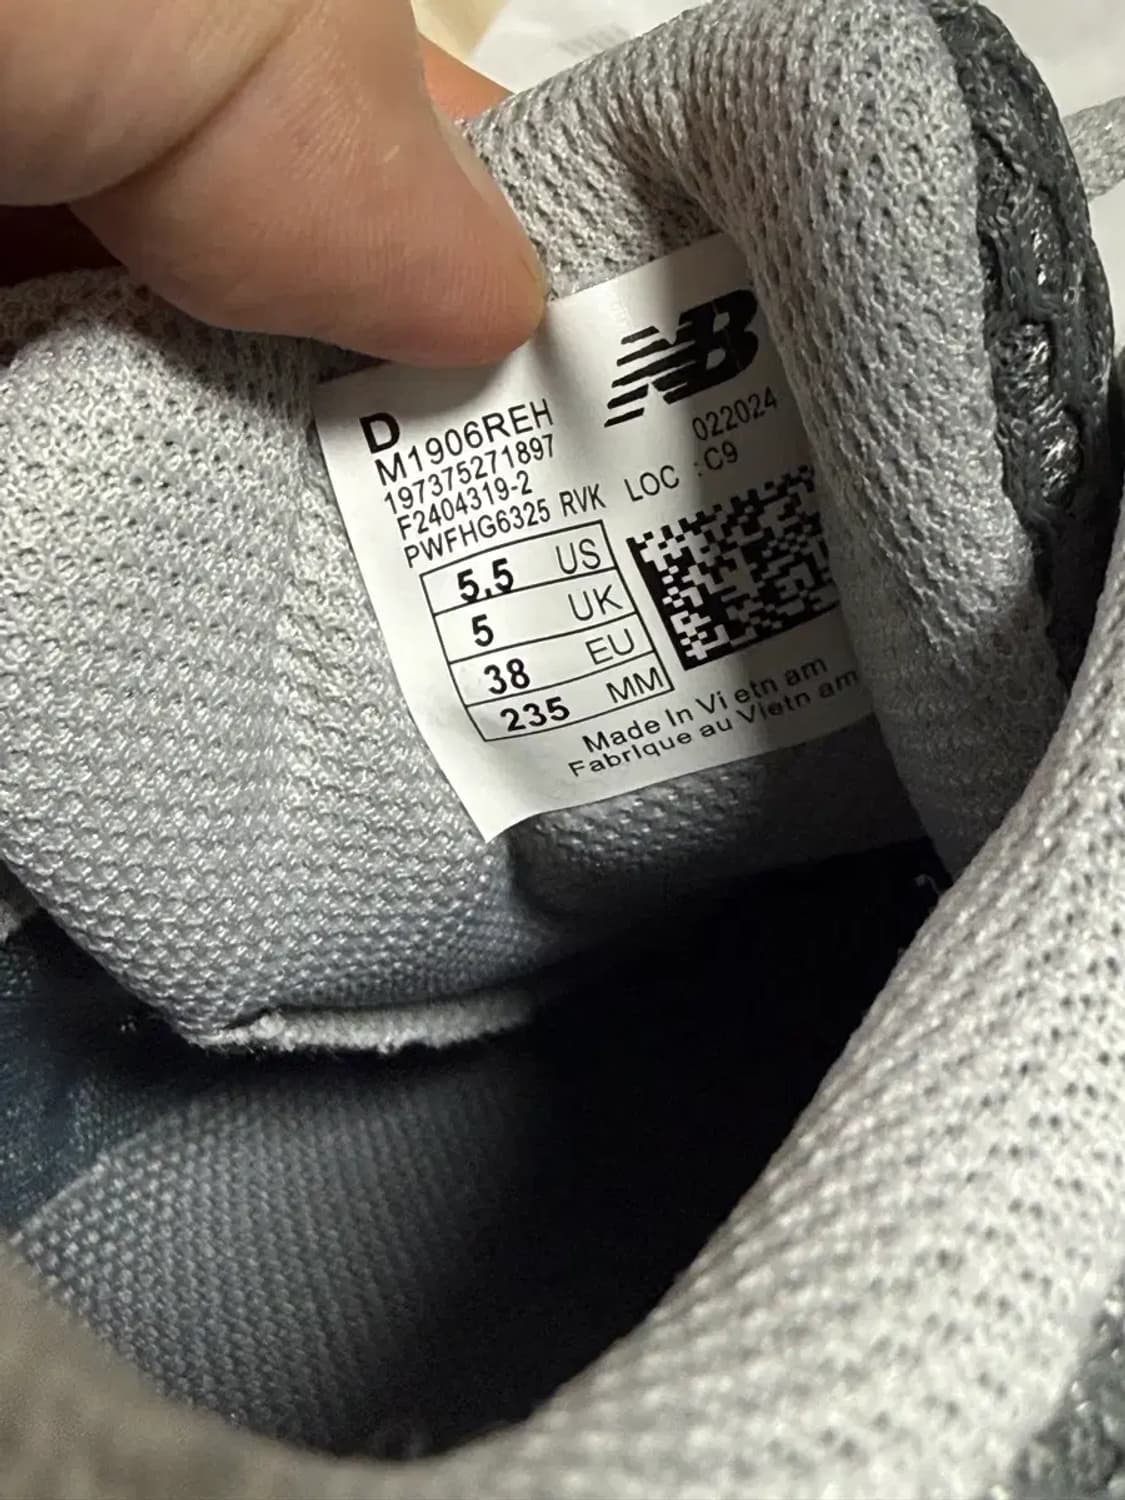 NB
D
M1906REH
022024
197375271897
F2404319-2
LOC : C9
PWFHG6325 RVK
5.5 US
5 UK
38 EU
235 MM
Made In Vi etn am
Fabrique au Vietn am